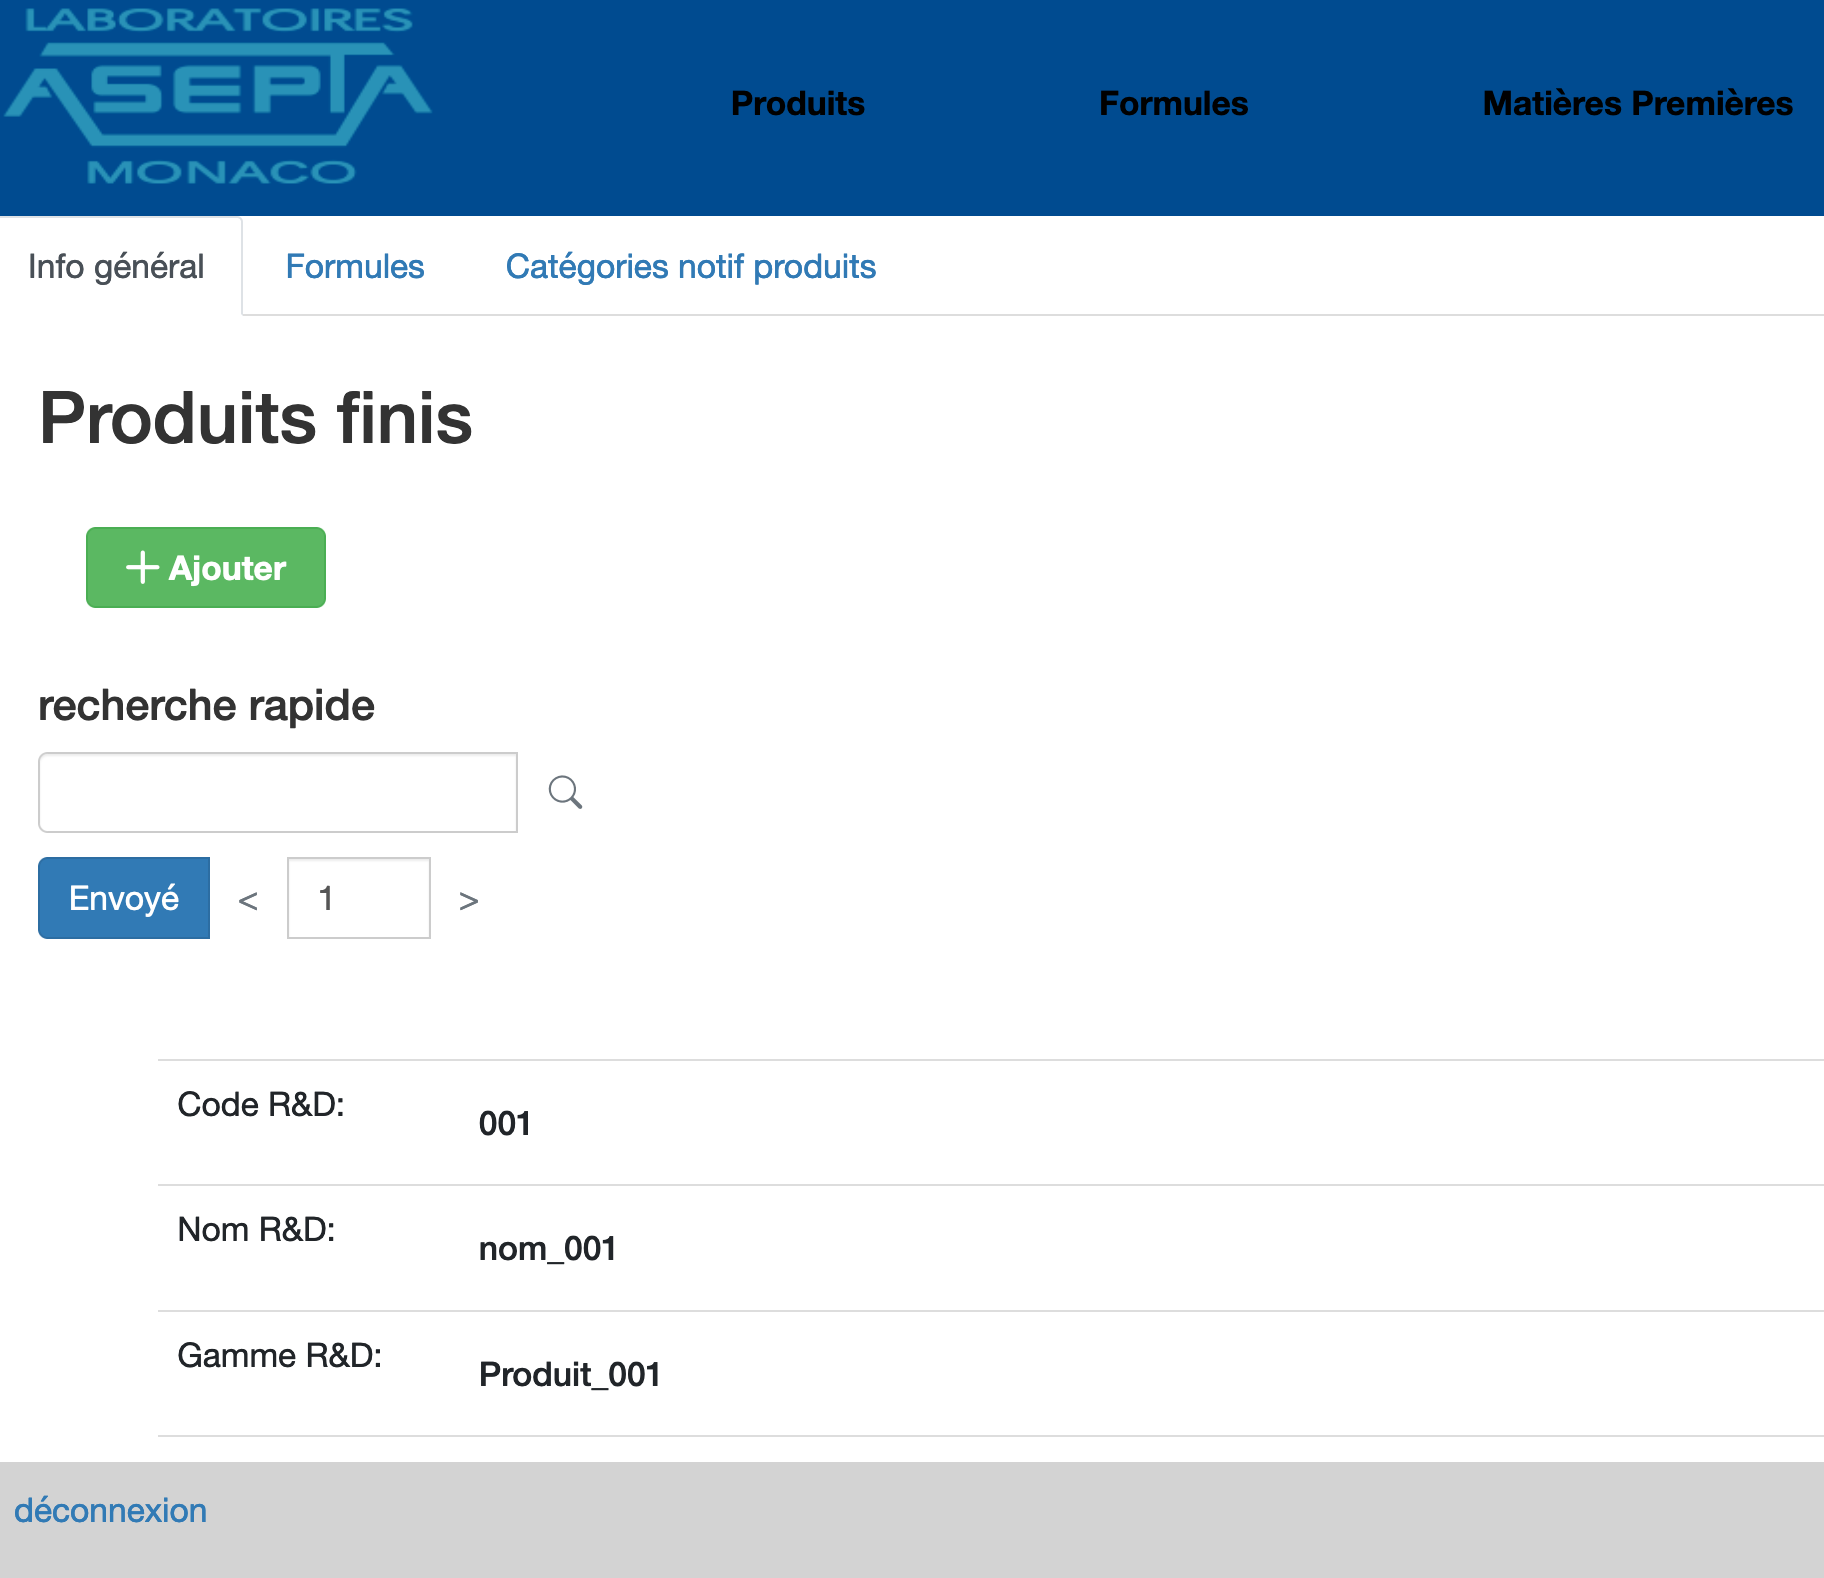 LABORATOIRES
ASEPTA
MONACO
Produits Formules Matières Premières
Info général Formules Catégories notif produits
Produits finis
+ Ajouter
recherche rapide
Envoyé < 1 >
Code R&D: 001
Nom R&D: nom_001
Gamme R&D: Produit_001
déconnexion